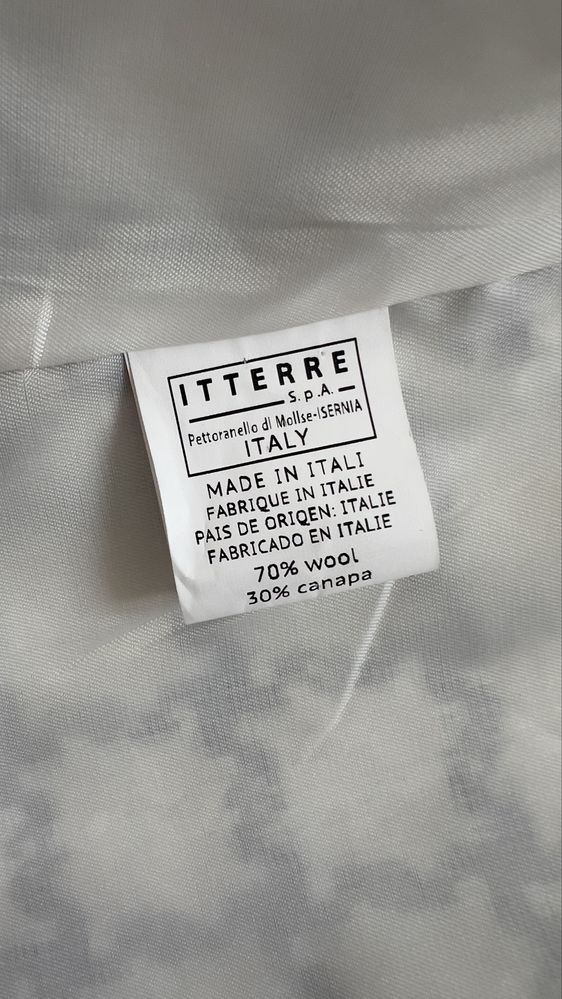 ITTERRE
S.p.A.
Pettoranello di Mollse-ISERNIA
ITALY
MADE IN ITALI
FABRIQUE IN ITALIE
PAIS DE ORIQEN: ITALIE
FABRICADO EN ITALIE
70% wool
30% canapa